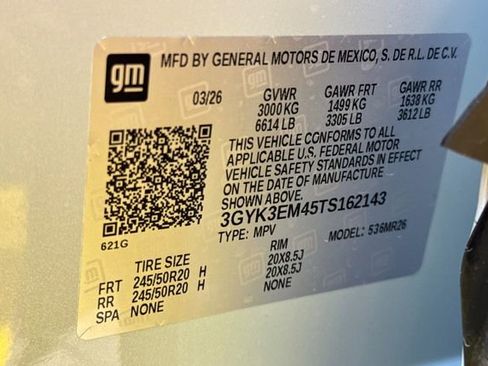 gm
MFD BY GENERAL MOTORS DE MEXICO, S. DE R.L. DE C.V.
03/26 GVWR GAWR FRT GAWR RR
3000 KG 1499 KG 1638 KG
6614 LB 3305 LB 3612 LB
THIS VEHICLE CONFORMS TO ALL
APPLICABLE U.S. FEDERAL MOTOR
VEHICLE SAFETY STANDARDS IN EFFECT
ON THE DATE OF MANUFACTURE
SHOWN ABOVE.
3GYK3EM45TS162143
TYPE: MPV MODEL: 536MR26
621G
TIRE SIZE RIM
FRT 245/50R20 H 20X8.5J
RR 245/50R20 H 20X8.5J
SPA NONE NONE